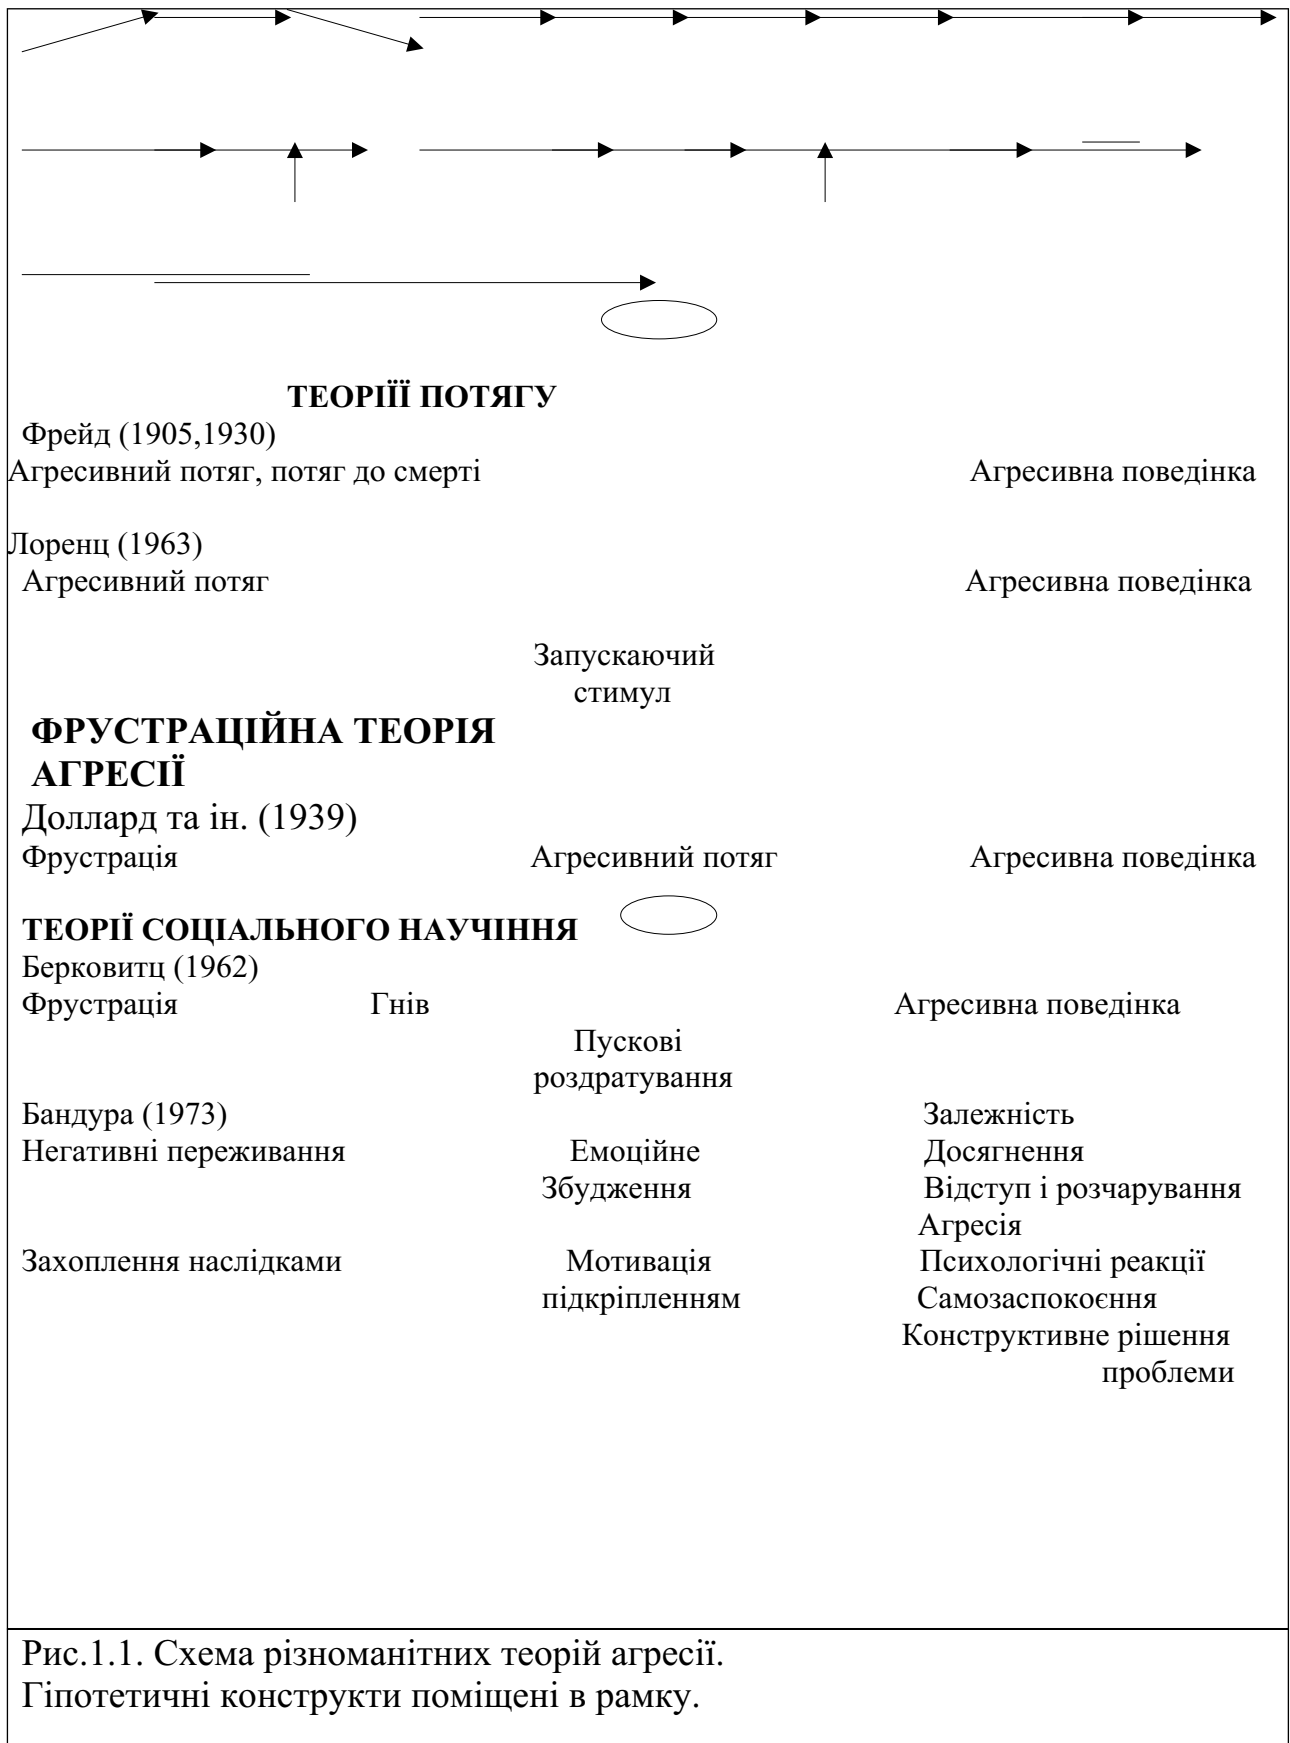 ТЕОРІЇЇ ПОТЯГУ
Фрейд (1905,1930)
Агресивний потяг, потяг до смерті Агресивна поведінка
Лоренц (1963)
Агресивний потяг Агресивна поведінка
Запускаючий
стимул
ФРУСТРАЦІЙНА ТЕОРІЯ
АГРЕСІЇ
Доллард та ін. (1939)
Фрустрація Агресивний потяг Агресивна поведінка
ТЕОРІЇ СОЦІАЛЬНОГО НАУЧІННЯ
Берковитц (1962)
Фрустрація Гнів Агресивна поведінка
Пускові
роздратування
Бандура (1973) Залежність
Негативні переживання Емоційне Досягнення
Збудження Відступ і розчарування
Агресія
Захоплення наслідками Мотивація Психологічні реакції
підкріпленням Самозаспокоєння
Конструктивне рішення
проблеми
Рис.1.1. Схема різноманітних теорій агресії.
Гіпотетичні конструкти поміщені в рамку.